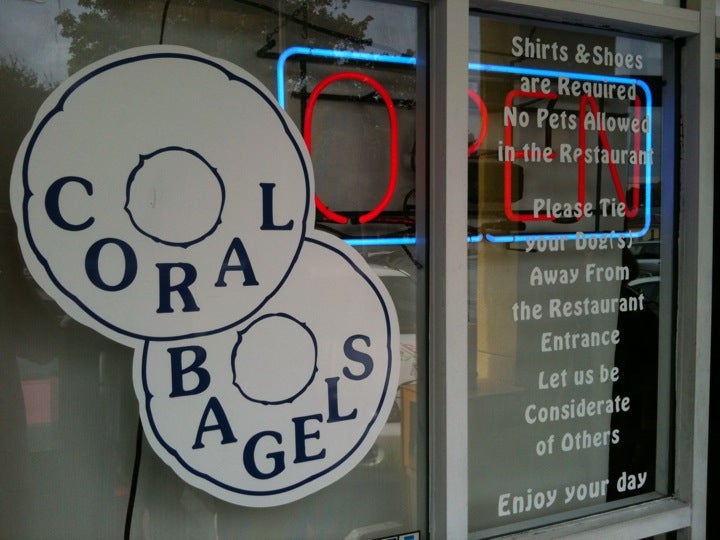 CORAL
BAGELS
OPEN
Shirts & Shoes
are Required
No Pets Allowed
in the Restaurant
Please Tie
your Dog(s)
Away From
the Restaurant
Entrance
Let us be
Considerate
of Others
Enjoy your day